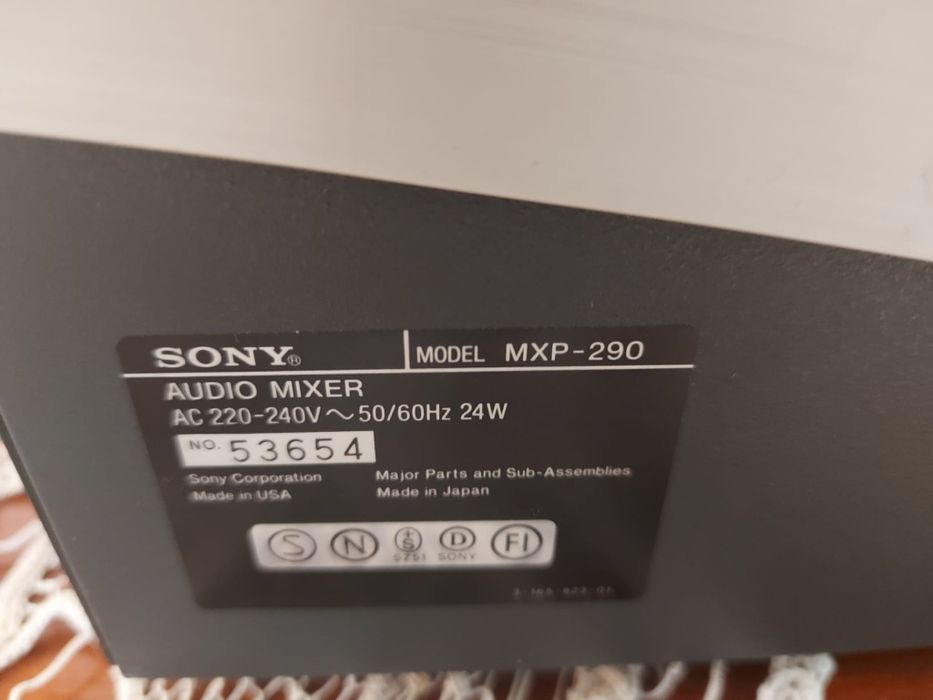 SONY® MODEL MXP-290
AUDIO MIXER
AC 220-240V ~ 50/60Hz 24W
NO. 53654
Sony Corporation Major Parts and Sub-Assemblies
Made in USA Made in Japan
S N +S D FI
SZ51 SONY